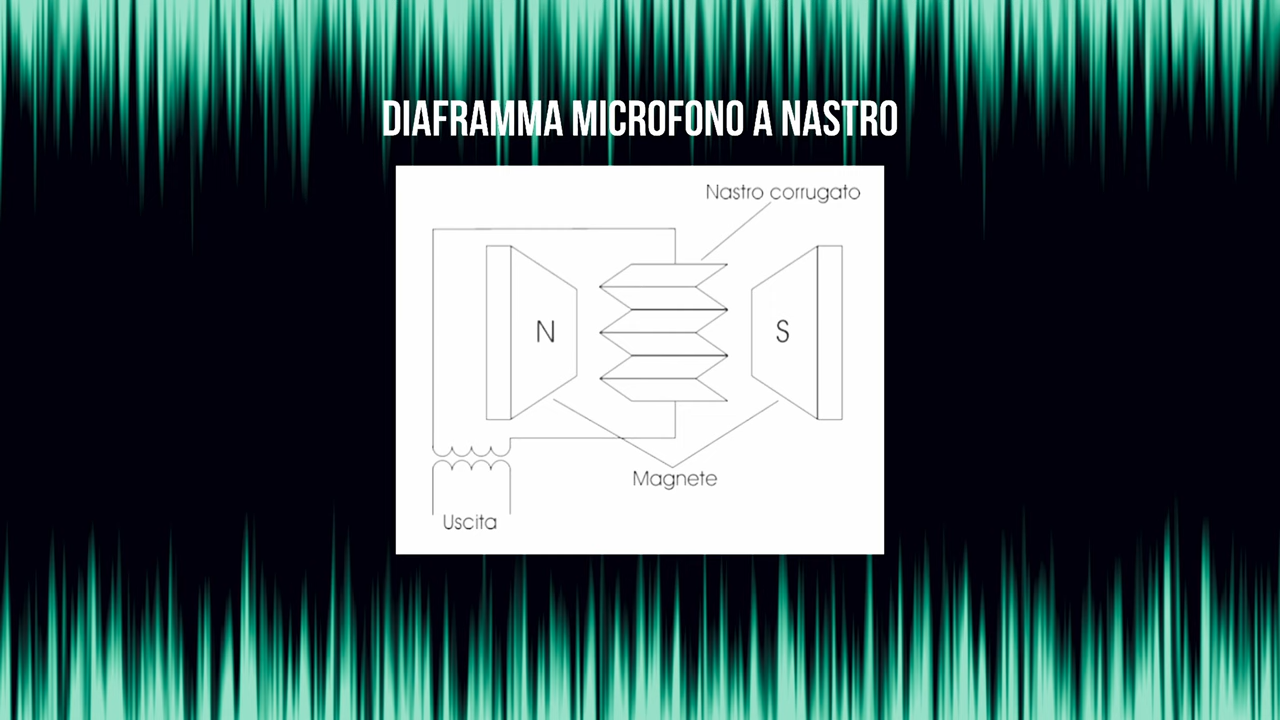 DIAFRAMMA MICROFONO A NASTRO
Nastro corrugato
N
S
Magnete
Uscita